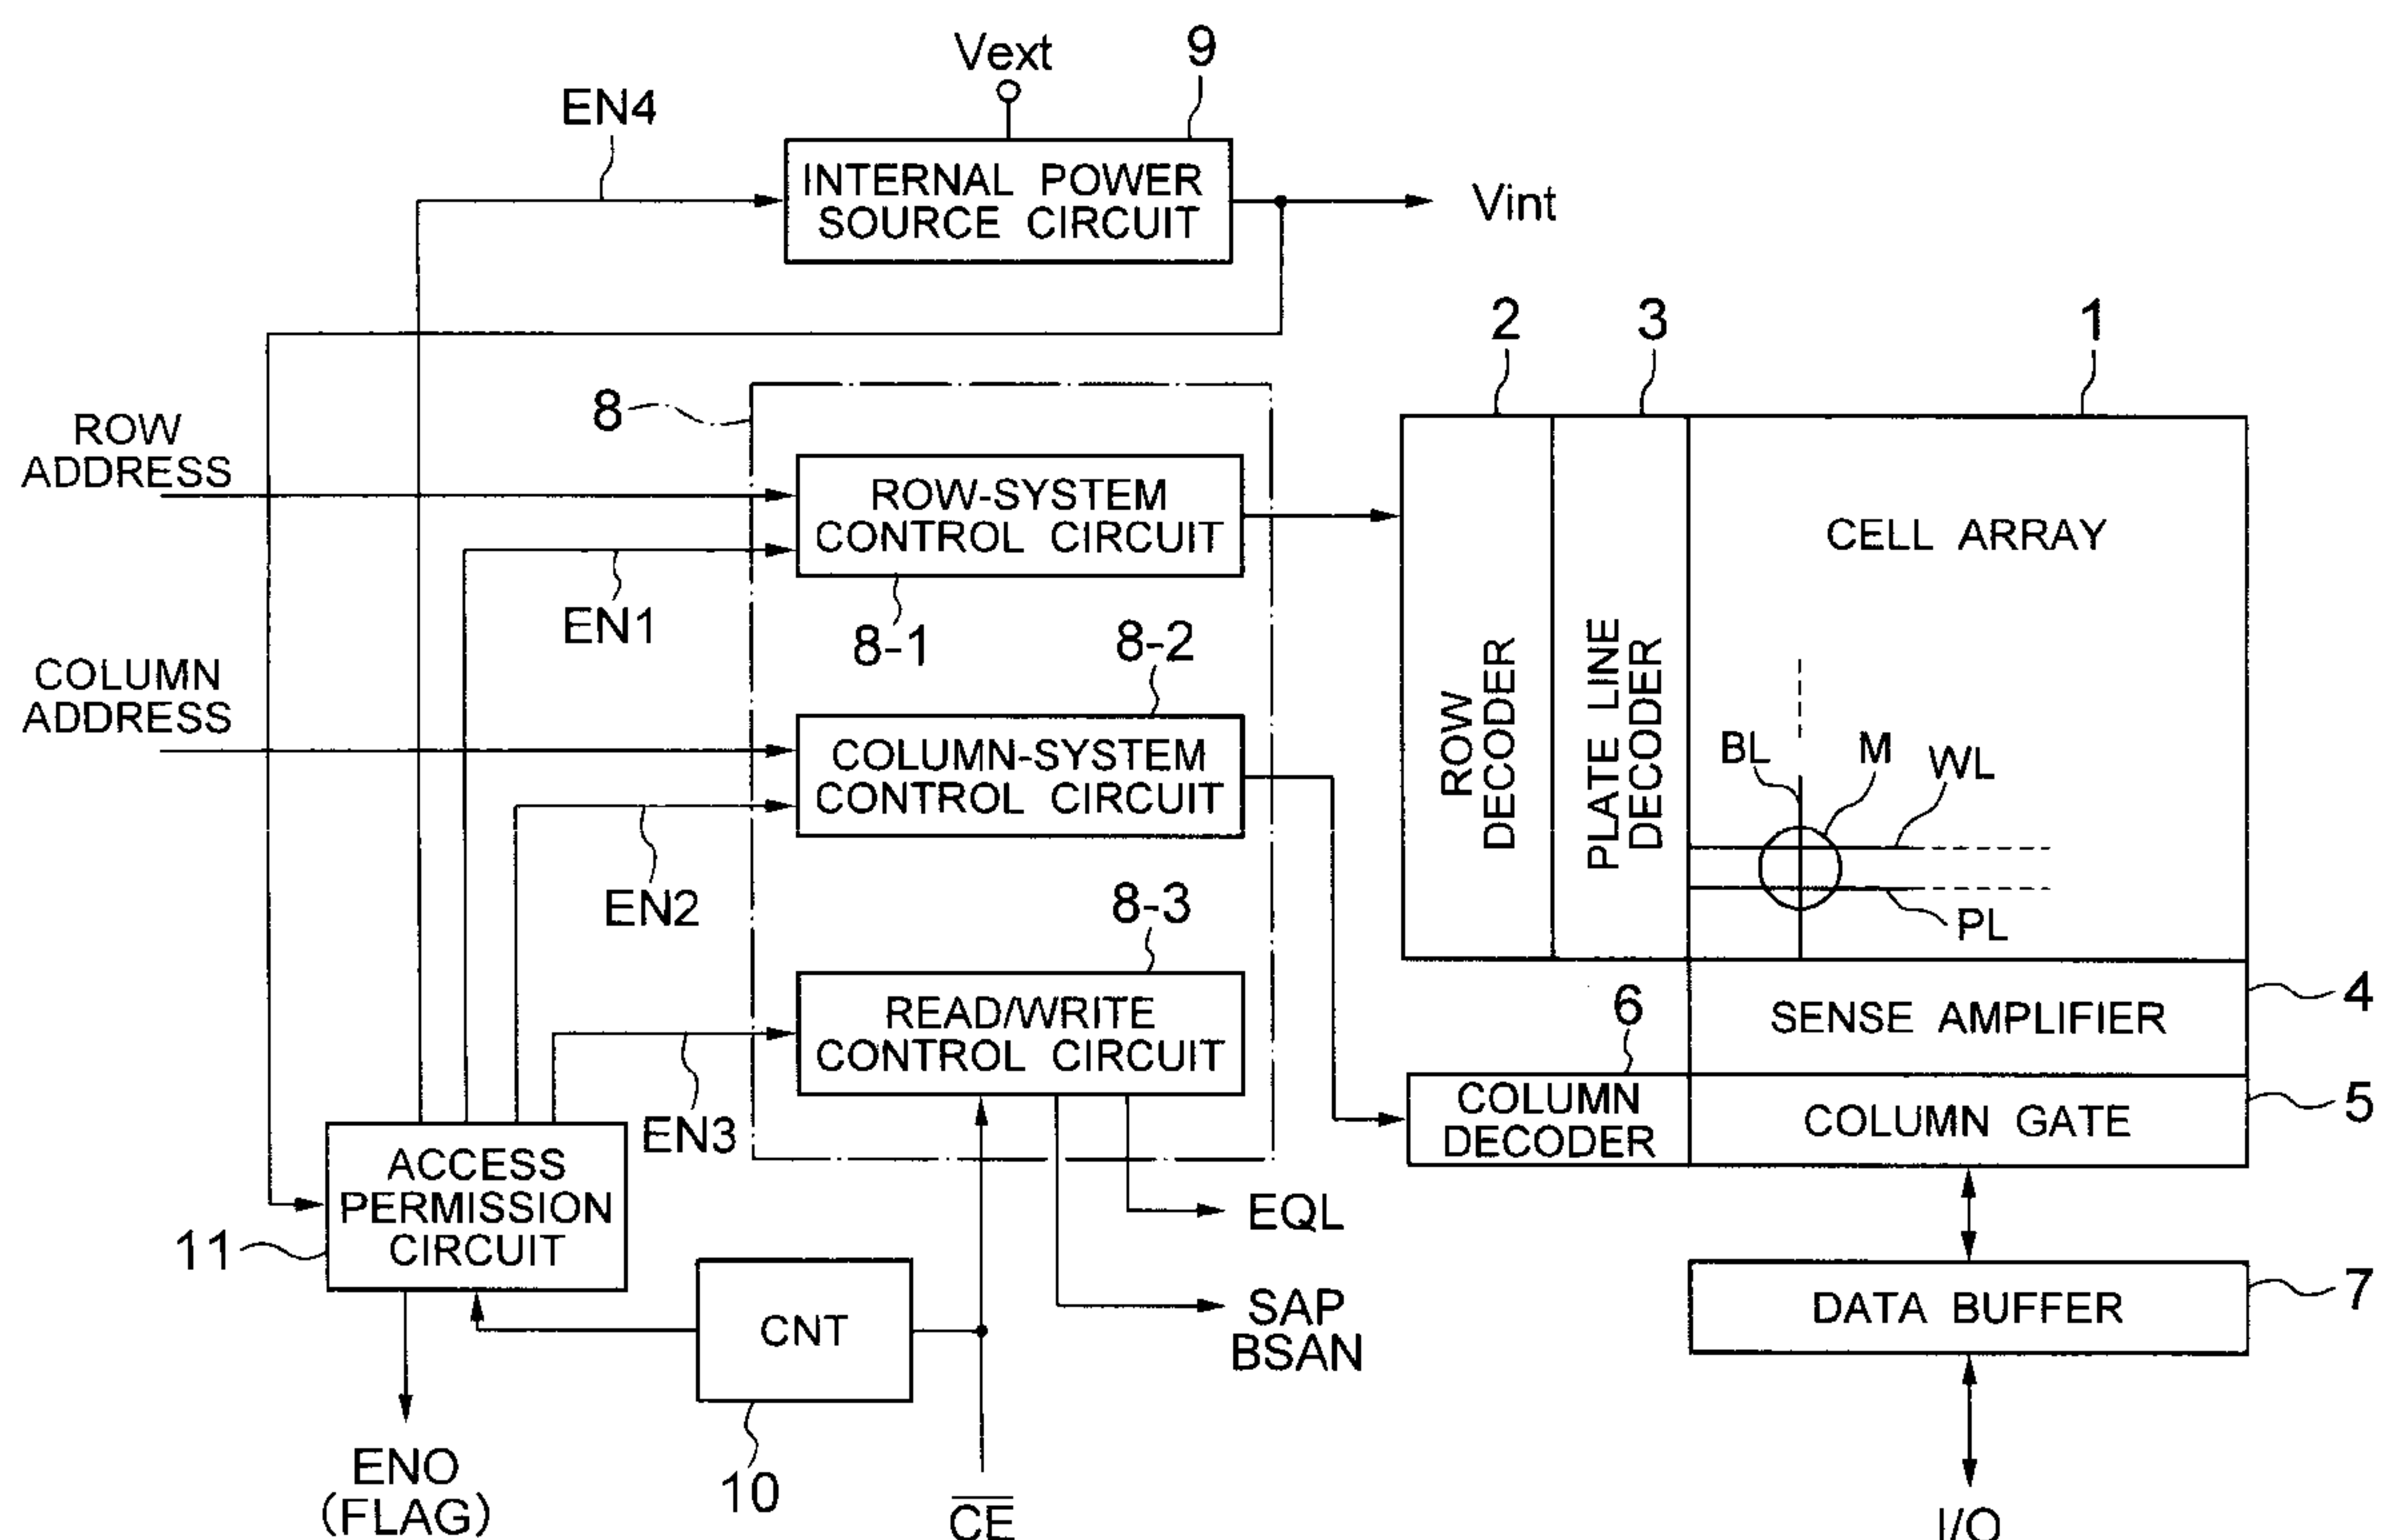 Vext
9
EN4
INTERNAL POWER
SOURCE CIRCUIT
Vint
2
3
1
8
ROW
ADDRESS
ROW-SYSTEM
CONTROL CIRCUIT
EN1
8-1
8-2
COLUMN
ADDRESS
COLUMN-SYSTEM
CONTROL CIRCUIT
EN2
8-3
READ/WRITE
CONTROL CIRCUIT
EN3
ROW
DECODER
PLATE LINE
DECODER
CELL ARRAY
BL
M
WL
PL
4
6
SENSE AMPLIFIER
COLUMN
DECODER
COLUMN GATE
5
ACCESS
PERMISSION
CIRCUIT
11
EQL
CNT
SAP
BSAN
DATA BUFFER
7
10
ENO
(FLAG)
C̅E̅
I/O